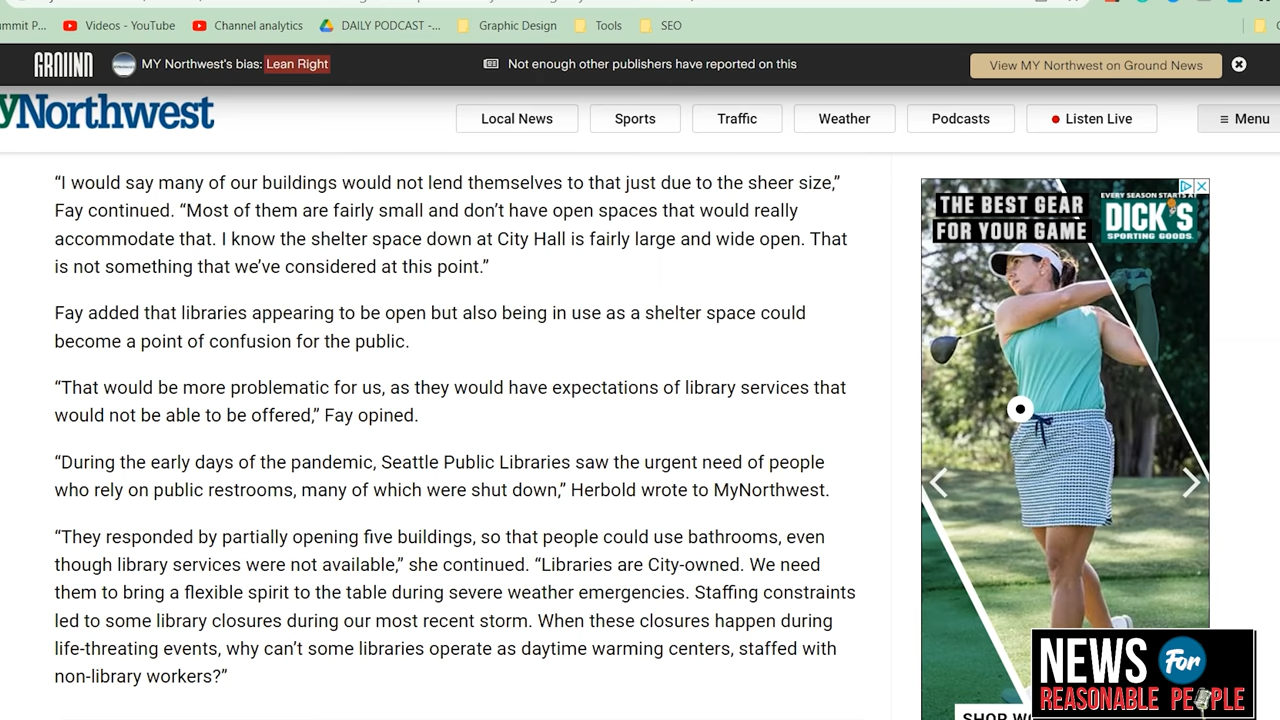 Videos - YouTube
Channel analytics
DAILY PODCAST -...
Graphic Design
Tools
SEO
GROUND
MY Northwest's bias: Lean Right
Not enough other publishers have reported on this
View MY Northwest on Ground News
yNorthwest
Local News
Sports
Traffic
Weather
Podcasts
Listen Live
Menu
“I would say many of our buildings would not lend themselves to that just due to the sheer size,”
Fay continued. “Most of them are fairly small and don’t have open spaces that would really
accommodate that. I know the shelter space down at City Hall is fairly large and wide open. That
is not something that we’ve considered at this point.”
Fay added that libraries appearing to be open but also being in use as a shelter space could
become a point of confusion for the public.
“That would be more problematic for us, as they would have expectations of library services that
would not be able to be offered,” Fay opined.
“During the early days of the pandemic, Seattle Public Libraries saw the urgent need of people
who rely on public restrooms, many of which were shut down,” Herbold wrote to MyNorthwest.
“They responded by partially opening five buildings, so that people could use bathrooms, even
though library services were not available,” she continued. “Libraries are City-owned. We need
them to bring a flexible spirit to the table during severe weather emergencies. Staffing constraints
led to some library closures during our most recent storm. When these closures happen during
life-threating events, why can’t some libraries operate as daytime warming centers, staffed with
non-library workers?”
THE BEST GEAR
FOR YOUR GAME
EVERY SEASON STARTS AT
DICK'S
SPORTING GOODS
NEWS For
REASONABLE PEOPLE